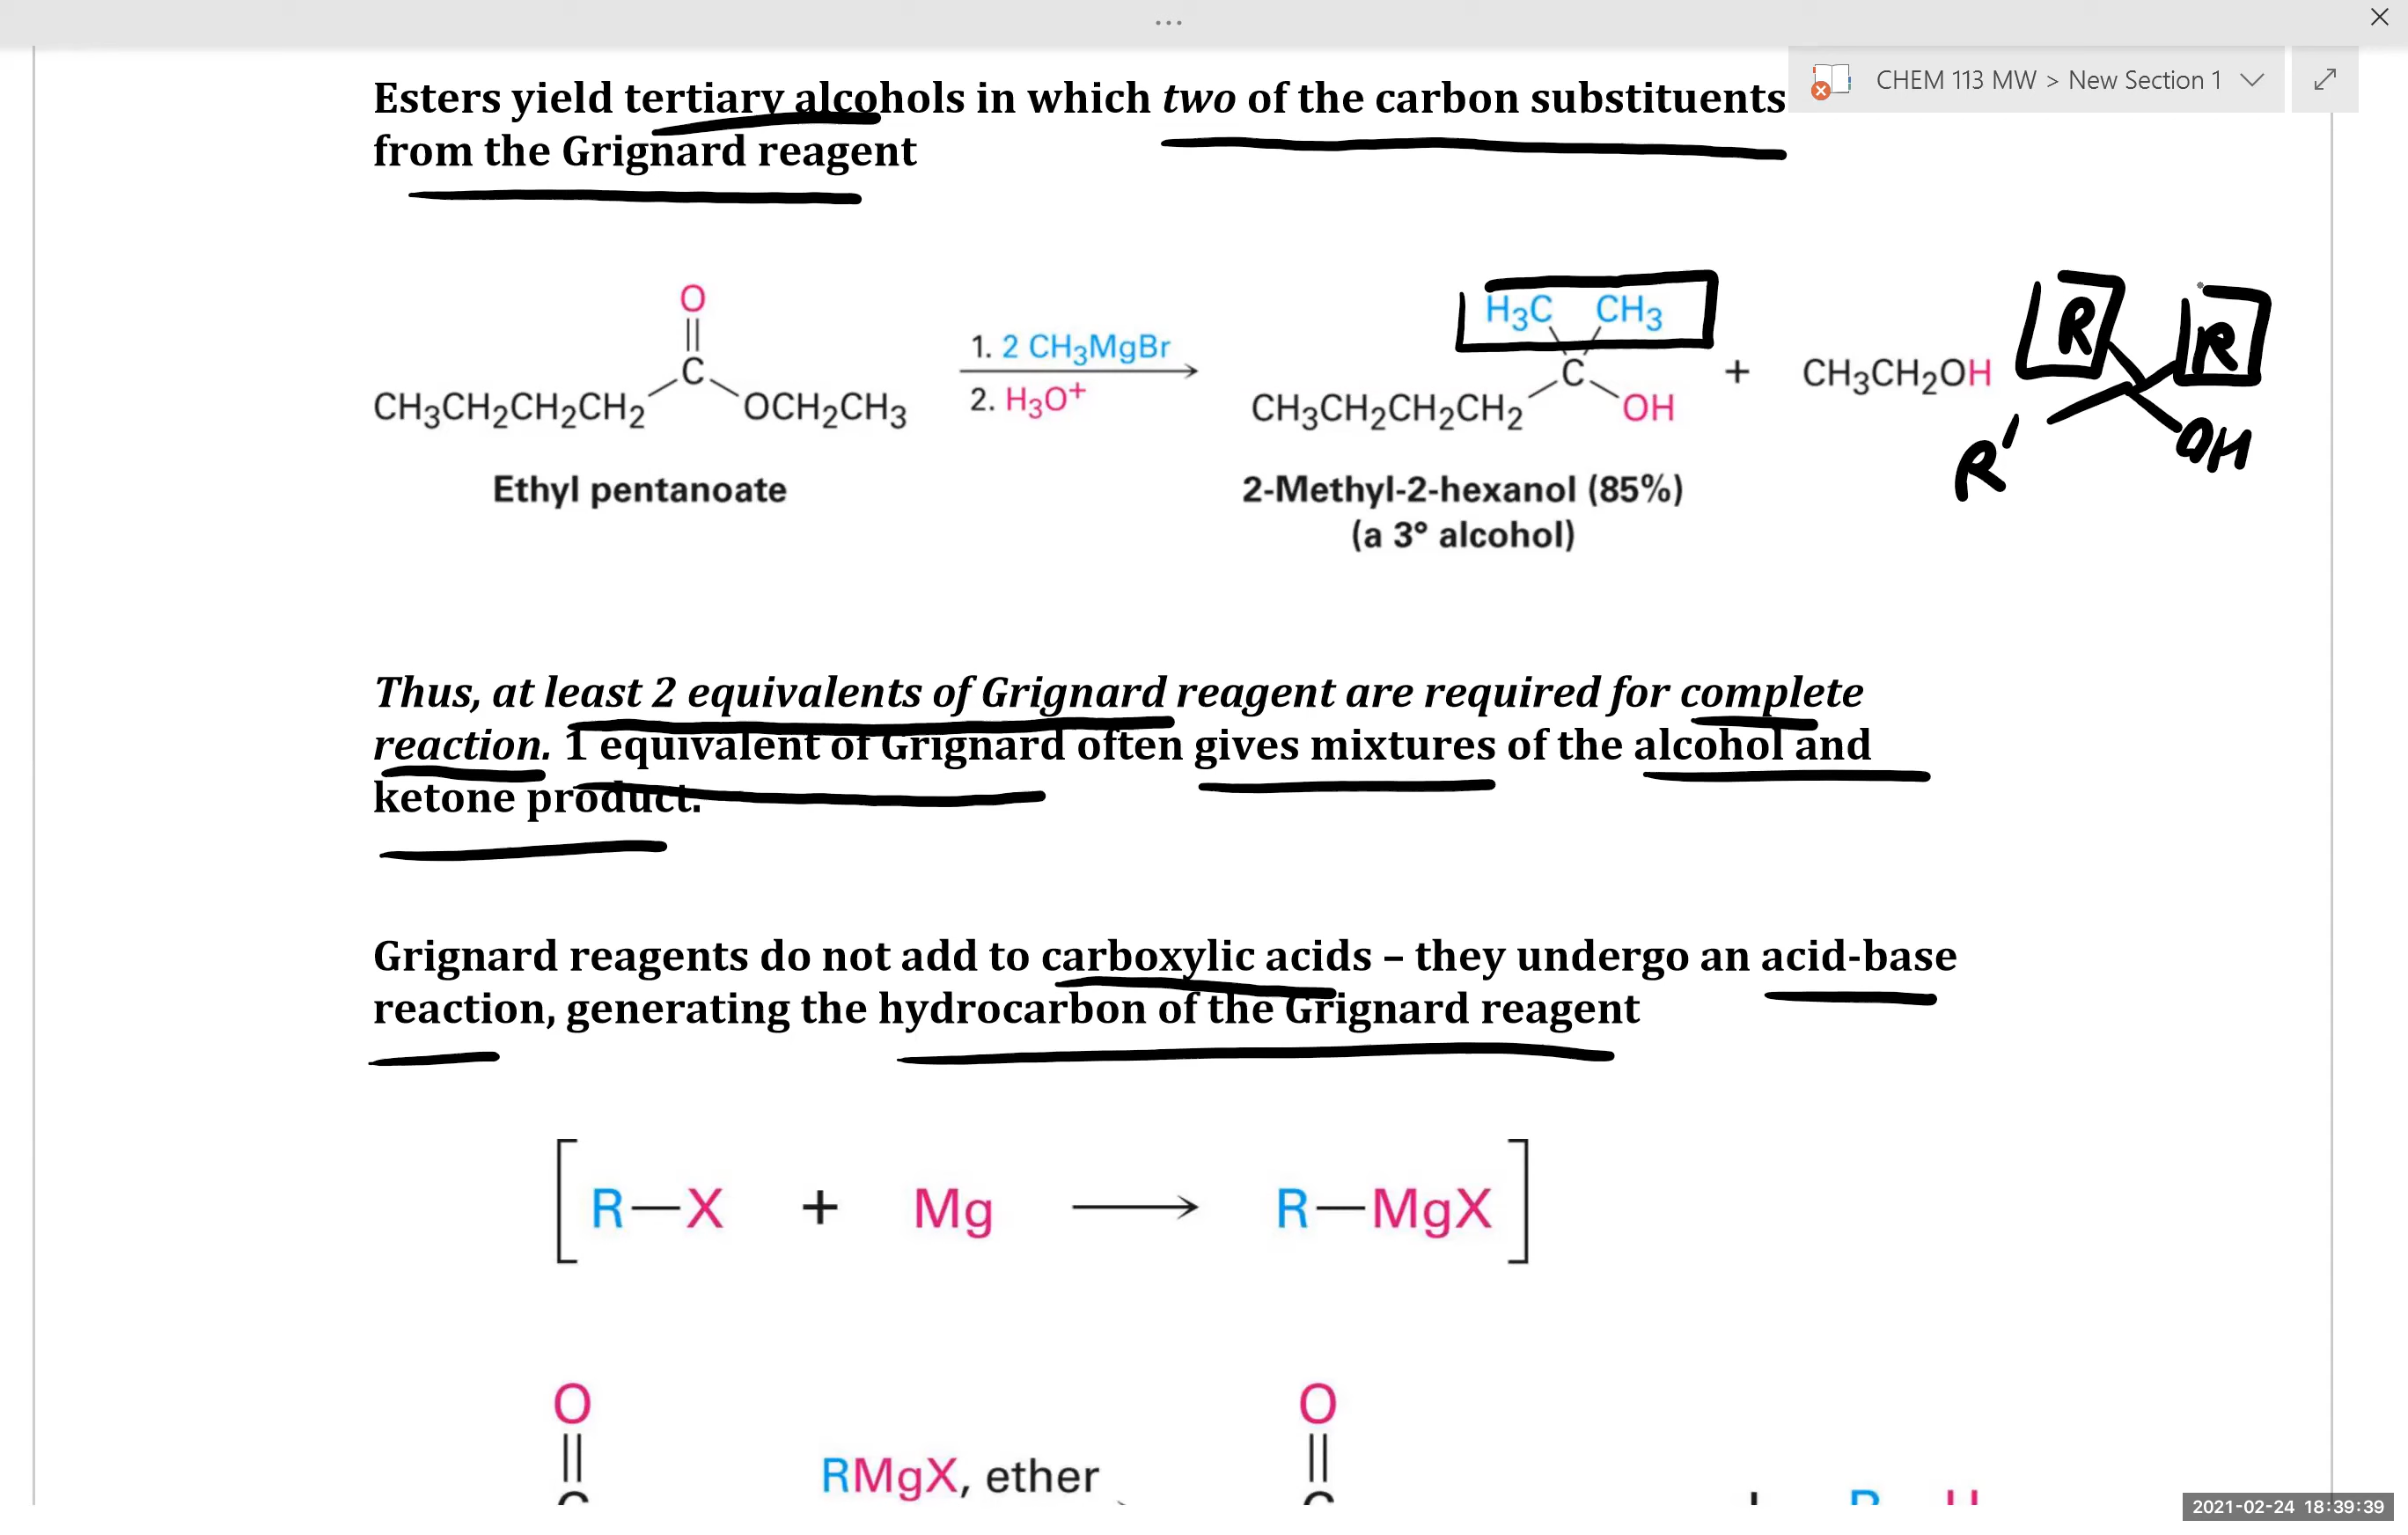 CHEM 113 MW > New Section 1
Esters yield tertiary alcohols in which two of the carbon substituents
from the Grignard reagent
O
C
CH3CH2CH2CH2 OCH2CH3
1. 2 CH3MgBr
2. H3O+
H3C CH3
C
CH3CH2CH2CH2 OH
+ CH3CH2OH
R R
R' OH
Ethyl pentanoate
2-Methyl-2-hexanol (85%)
(a 3° alcohol)
Thus, at least 2 equivalents of Grignard reagent are required for complete
reaction. 1 equivalent of Grignard often gives mixtures of the alcohol and
ketone product.
Grignard reagents do not add to carboxylic acids – they undergo an acid-base
reaction, generating the hydrocarbon of the Grignard reagent
[R—X + Mg ⟶ R—MgX]
O O
RMgX, ether
2021-02-24 18:39:39